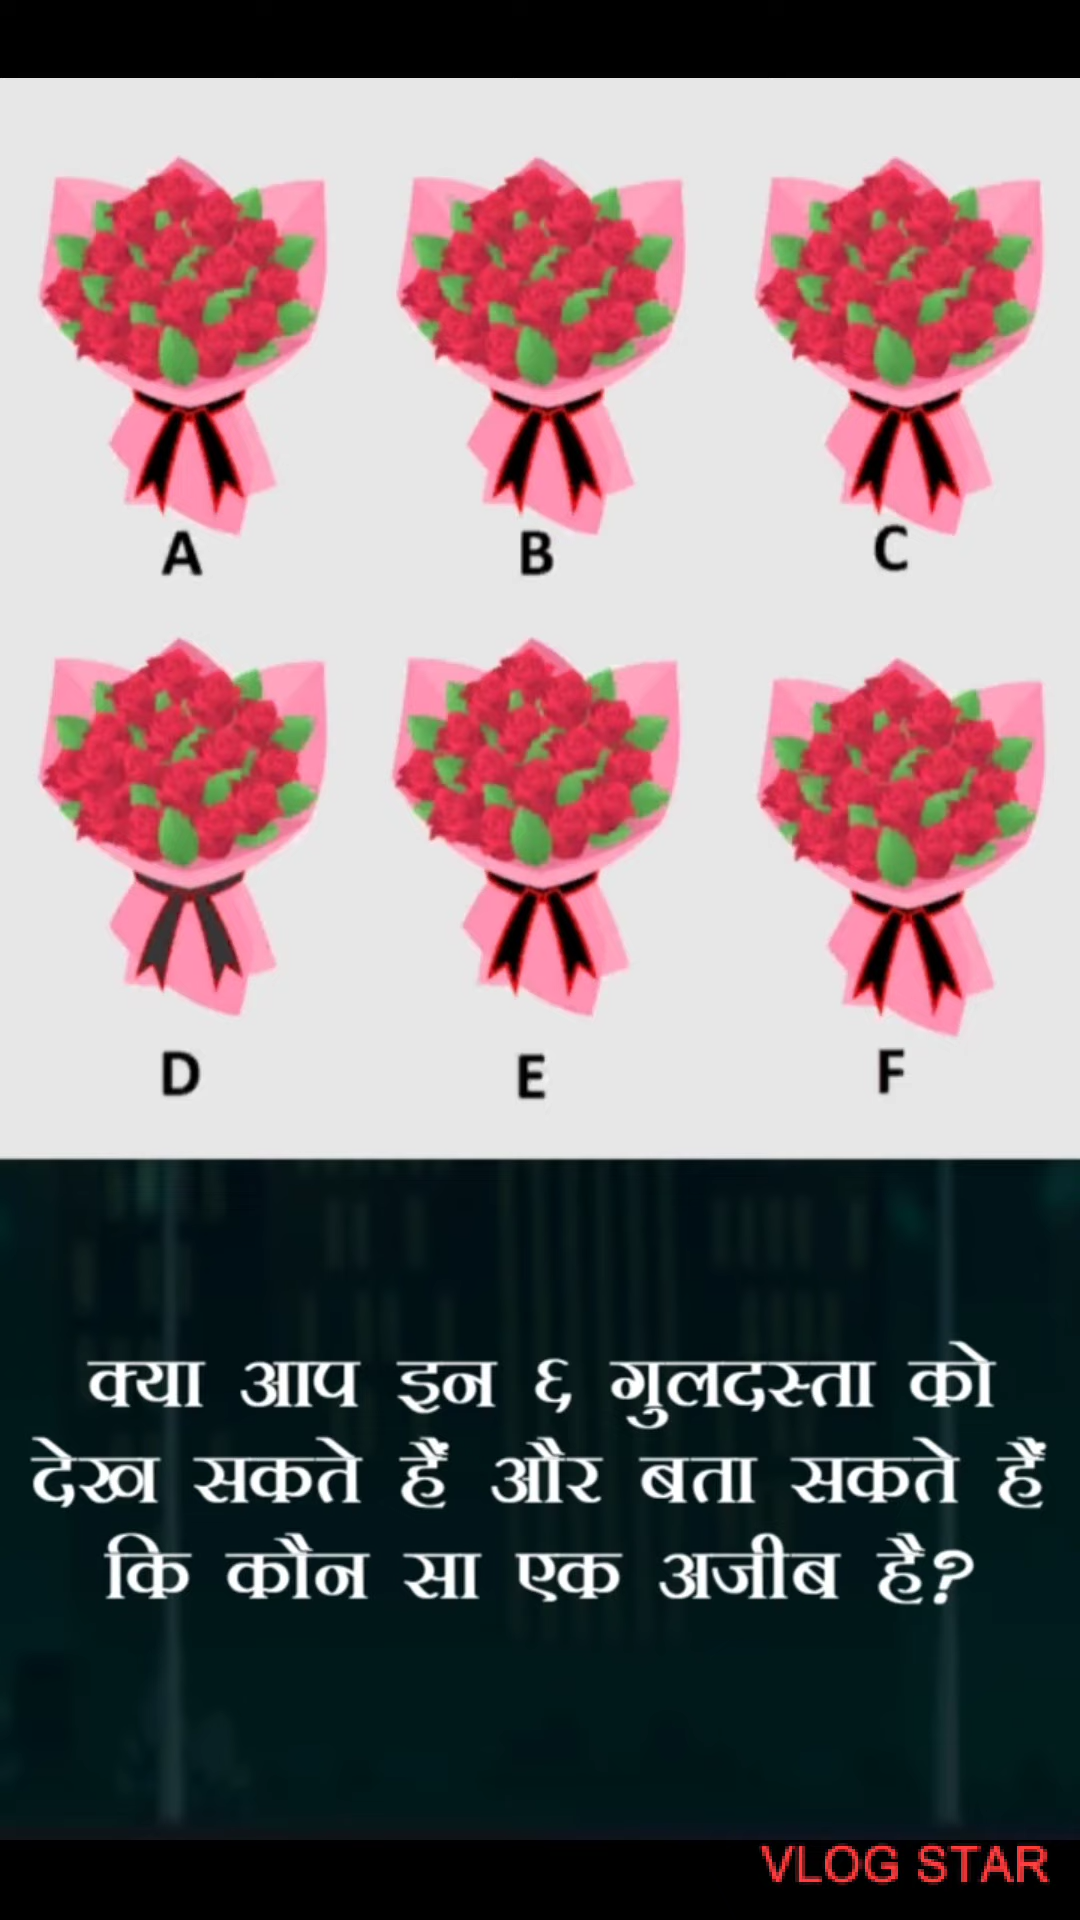 A B C
D E F
क्या आप इन ६ गुलदस्ता को
देख सकते हैं और बता सकते हैं
कि कौन सा एक अजीब है?
VLOG STAR